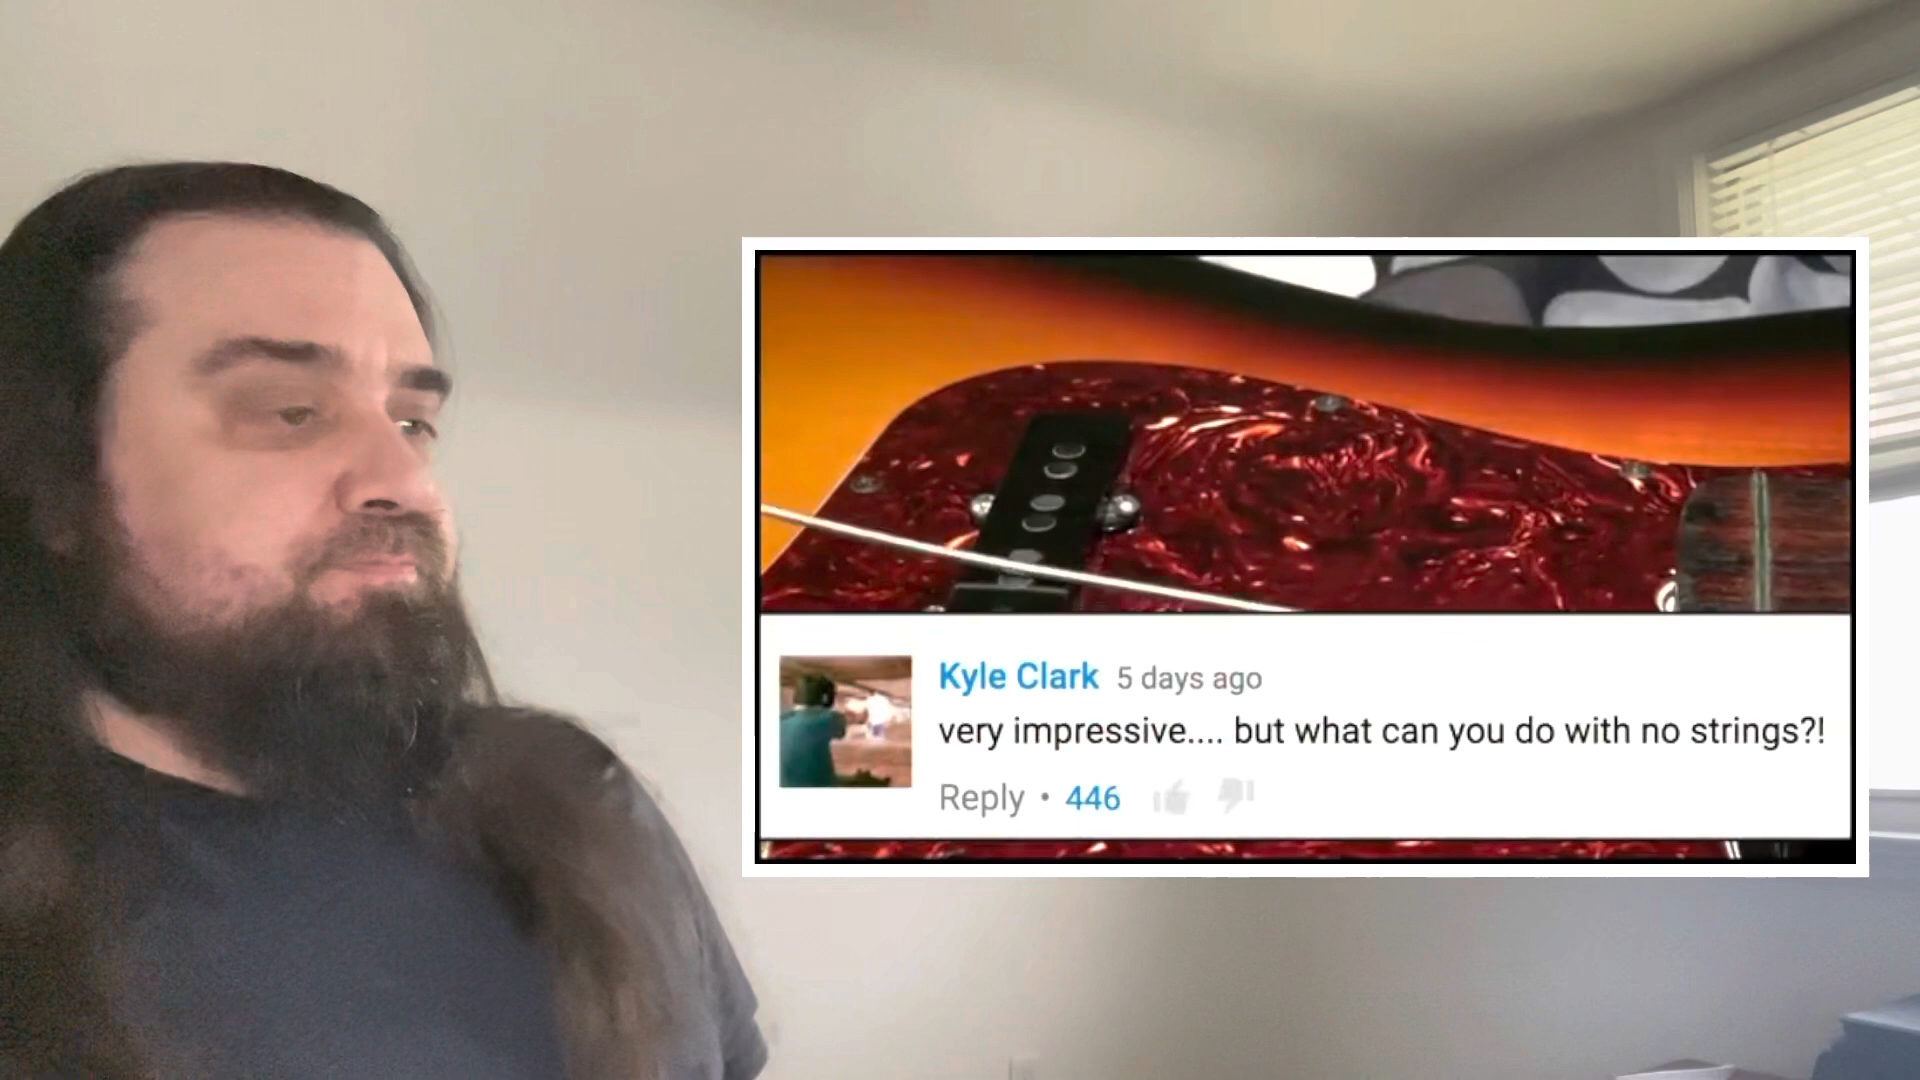 Kyle Clark 5 days ago
very impressive.... but what can you do with no strings?!
Reply • 446